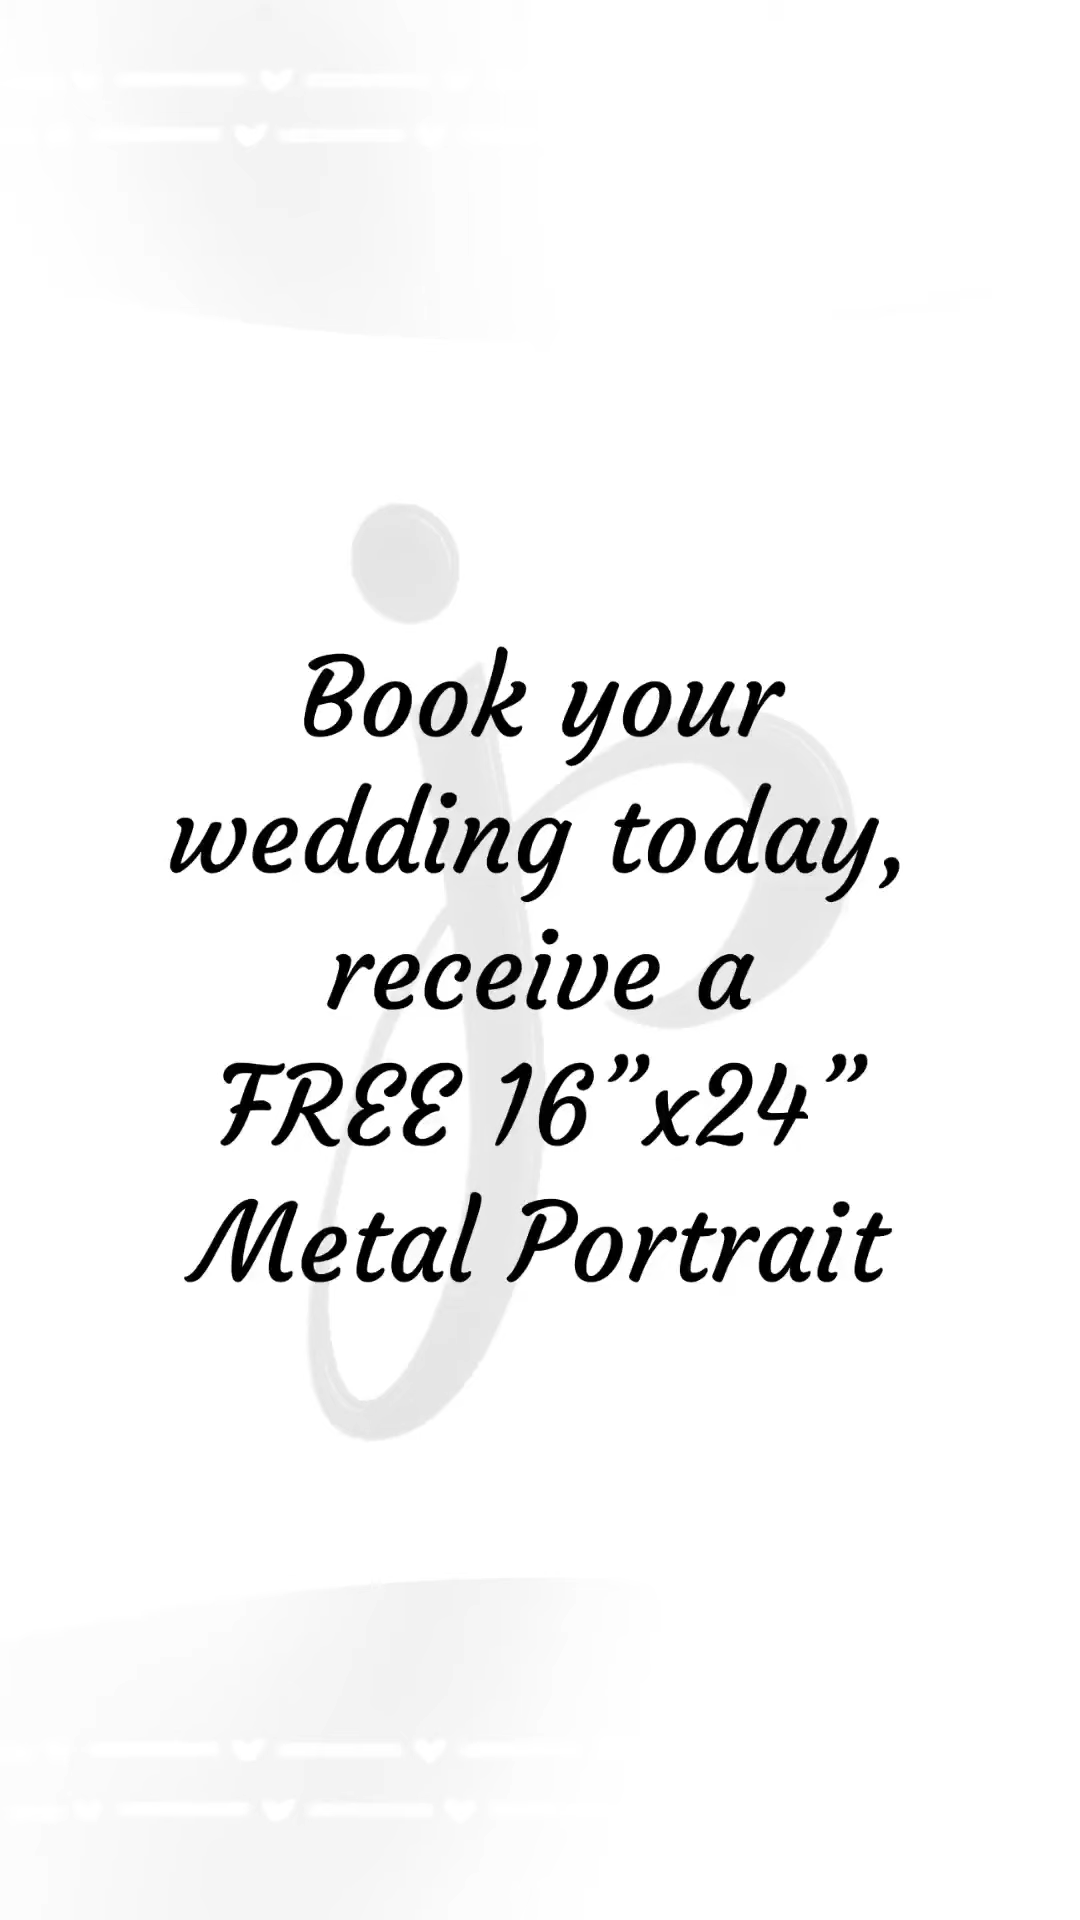 Book your
wedding today,
receive a
FREE 16”x24”
Metal Portrait